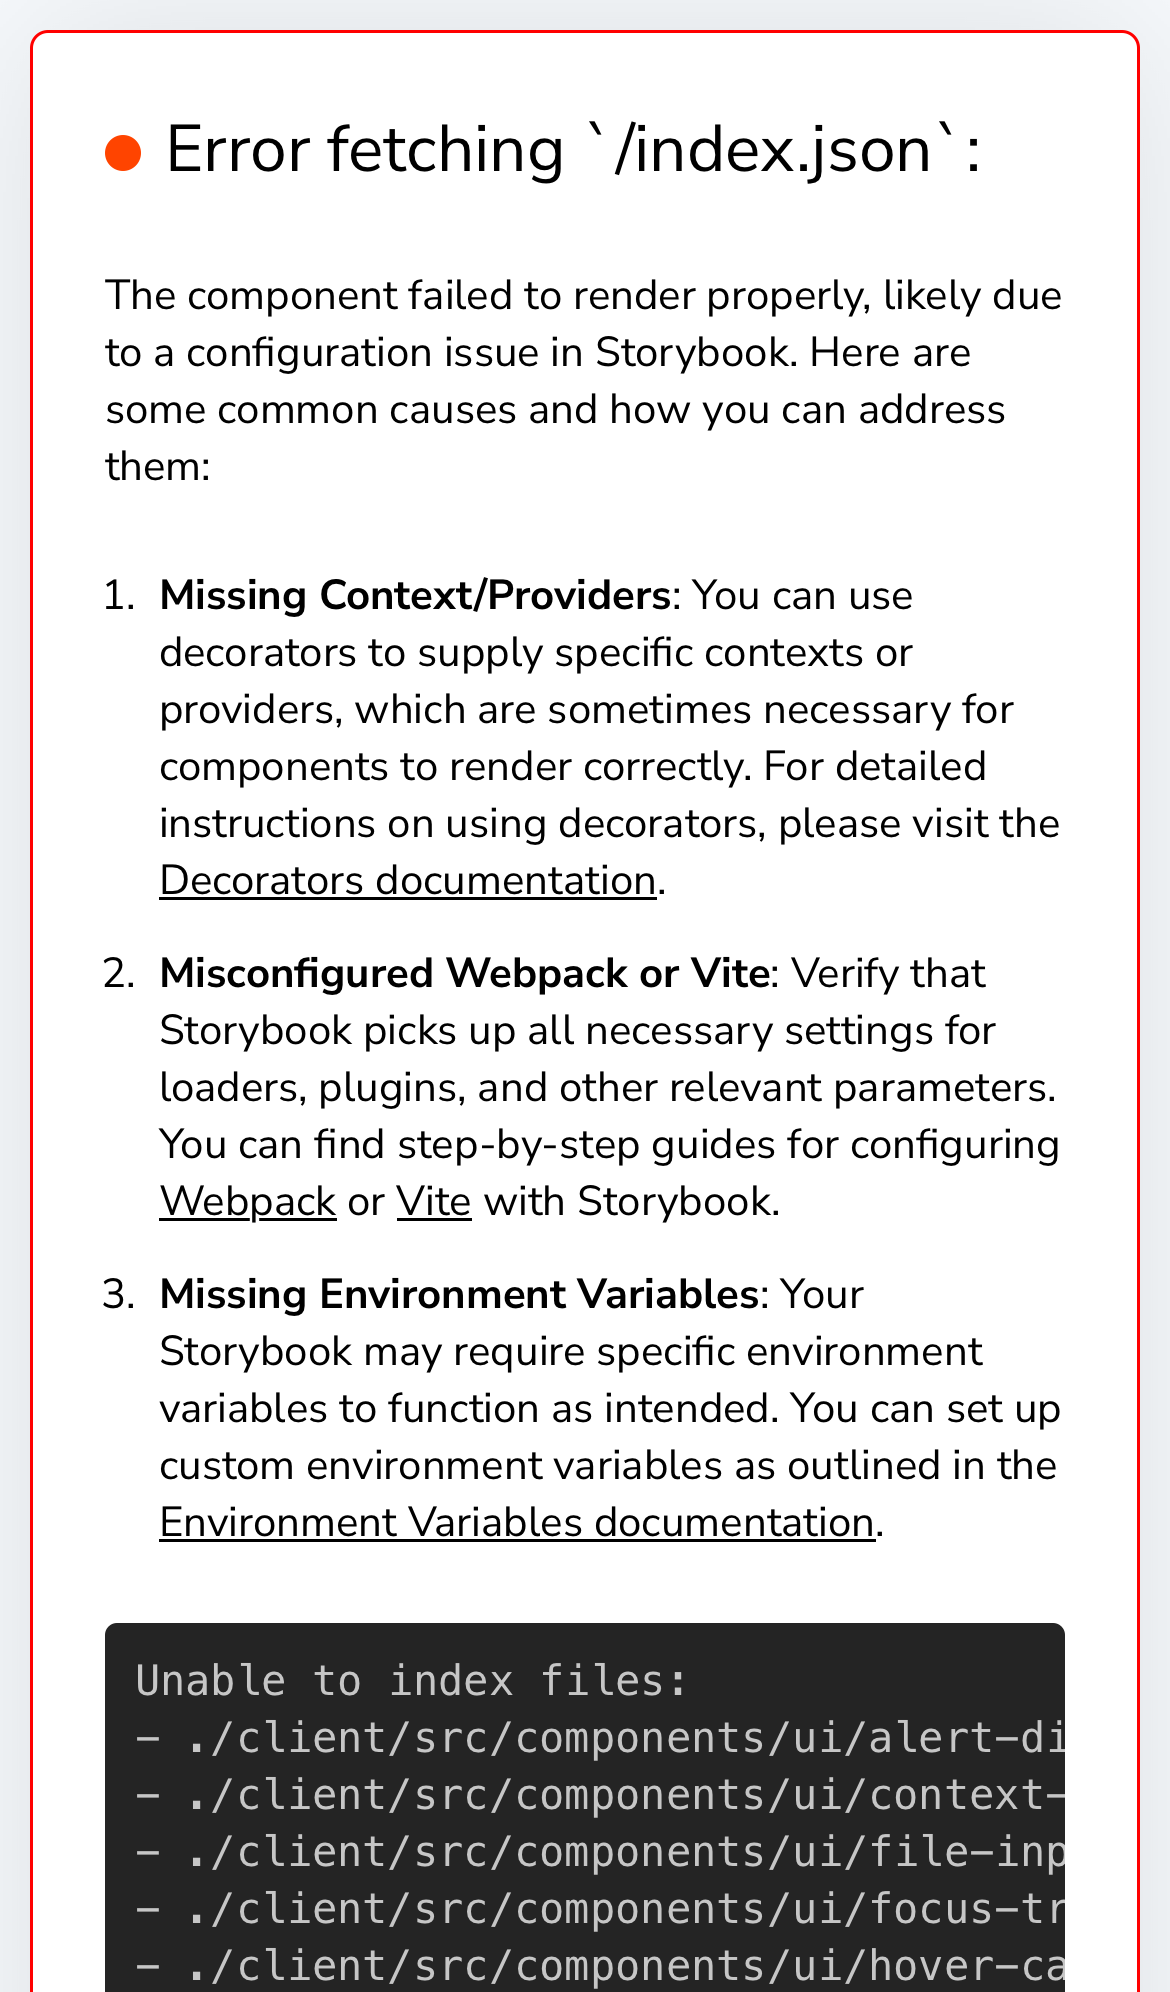 Error fetching `/index.json`:
The component failed to render properly, likely due
to a configuration issue in Storybook. Here are
some common causes and how you can address
them:
1. Missing Context/Providers: You can use
decorators to supply specific contexts or
providers, which are sometimes necessary for
components to render correctly. For detailed
instructions on using decorators, please visit the
Decorators documentation.
2. Misconfigured Webpack or Vite: Verify that
Storybook picks up all necessary settings for
loaders, plugins, and other relevant parameters.
You can find step-by-step guides for configuring
Webpack or Vite with Storybook.
3. Missing Environment Variables: Your
Storybook may require specific environment
variables to function as intended. You can set up
custom environment variables as outlined in the
Environment Variables documentation.
Unable to index files:
- ./client/src/components/ui/alert-di
- ./client/src/components/ui/context-
- ./client/src/components/ui/file-inp
- ./client/src/components/ui/focus-tr
- ./client/src/components/ui/hover-ca